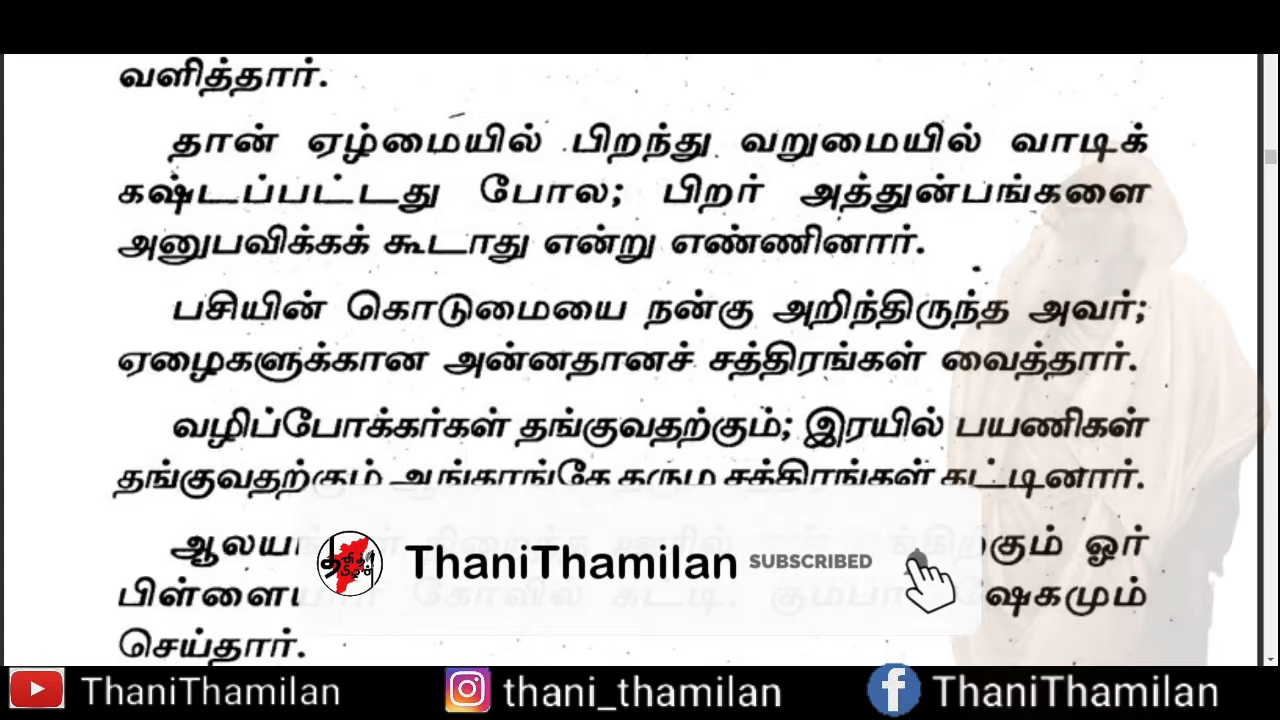 வளித்தார்.
தான் ஏழ்மையில் பிறந்து வறுமையில் வாடிக்
கஷ்டப்பட்டது போல; பிறர் அத்துன்பங்களை
அனுபவிக்கக் கூடாது என்று எண்ணினார்.
பசியின் கொடுமையை நன்கு அறிந்திருந்த அவர்;
ஏழைகளுக்கான அன்னதானச் சத்திரங்கள் வைத்தார்.
வழிப்போக்கர்கள் தங்குவதற்கும்; இரயில் பயணிகள்
தங்குவதற்கும் அங்காங்கே தரும சத்திரங்கள் கட்டினார்.
ஓர்
செய்தார்.
ThaniThamilan SUBSCRIBED
ThaniThamilan thani_thamilan ThaniThamilan